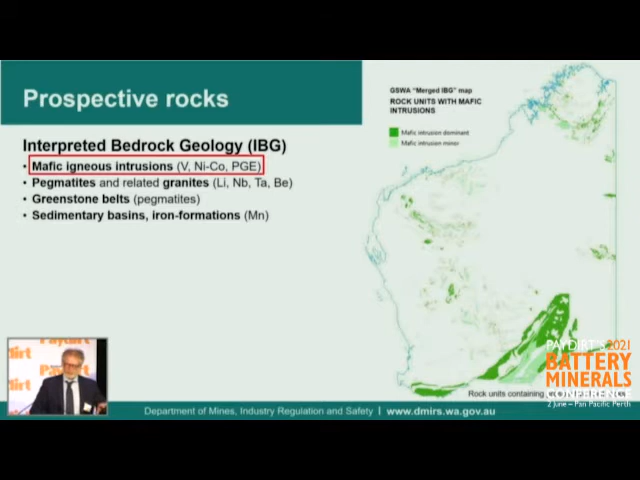 Prospective rocks
Interpreted Bedrock Geology (IBG)
• Mafic igneous intrusions (V, Ni-Co, PGE)
• Pegmatites and related granites (Li, Nb, Ta, Be)
• Greenstone belts (pegmatites)
• Sedimentary basins, iron-formations (Mn)
GSWA "Merged IBG" map
ROCK UNITS WITH MAFIC
INTRUSIONS
Mafic intrusion dominant
Mafic intrusion minor
Paydirt
PAYDIRT'S 2021
BATTERY
MINERALS
CONFERENCE
2 June – Pan Pacific Perth
Rock units containing
Department of Mines, Industry Regulation and Safety | www.dmirs.wa.gov.au